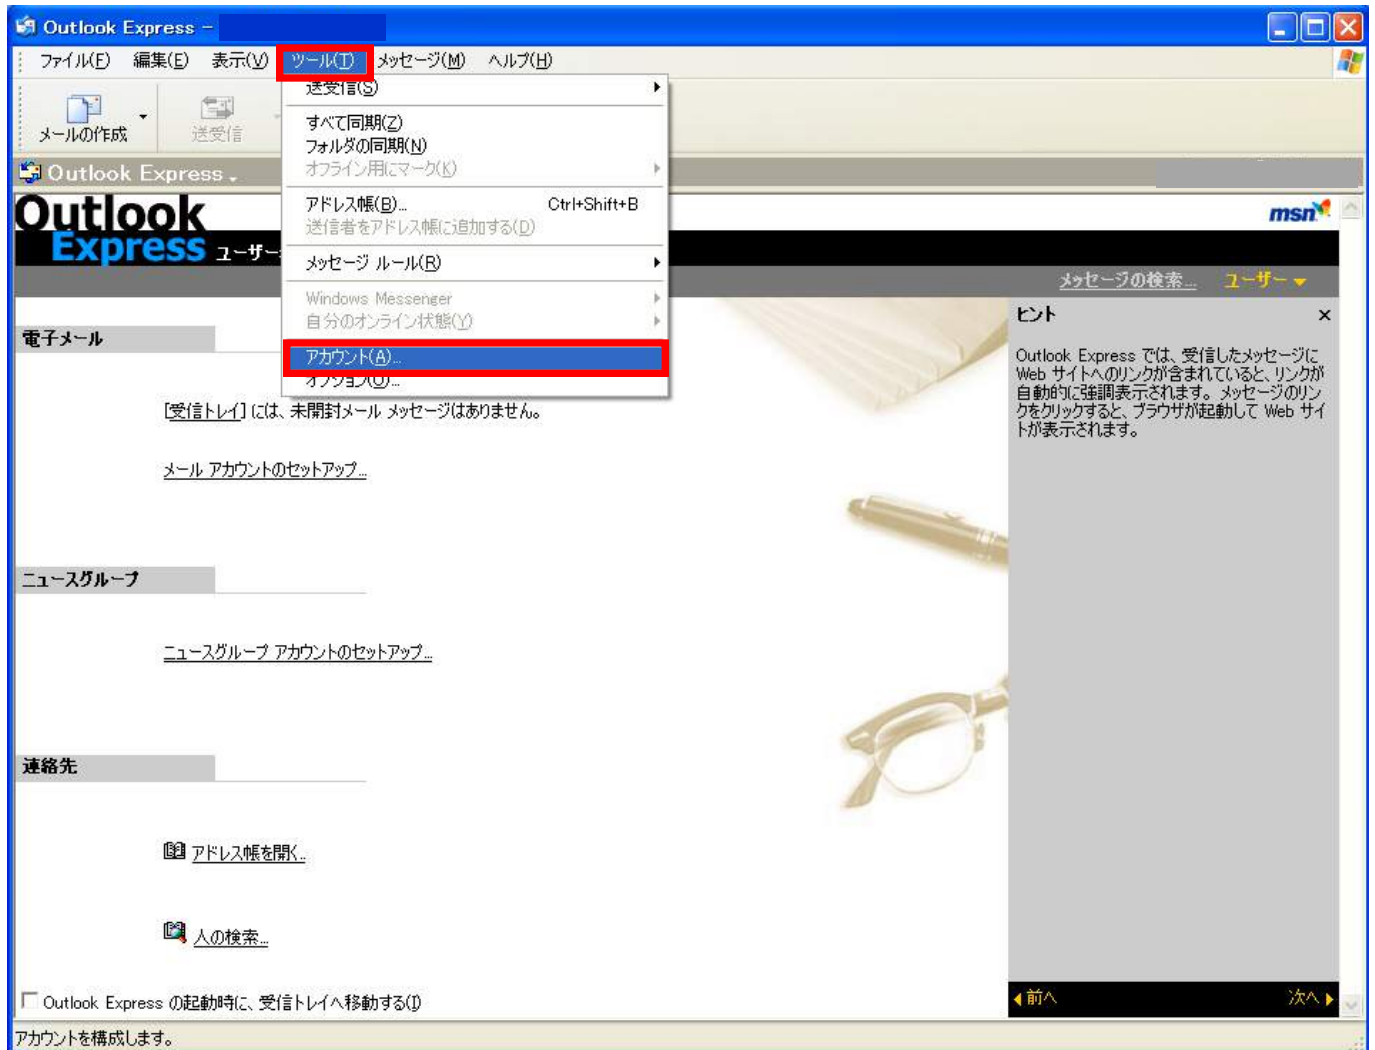 Outlook Express –
ファイル(F) 編集(E) 表示(V) ツール(T) メッセージ(M) ヘルプ(H)
メールの作成 送受信
送受信(S)
すべて同期(Z)
フォルダの同期(N)
オフライン用にマーク(K)
アドレス帳(B)... Ctrl+Shift+B
送信者をアドレス帳に追加する(D)
メッセージ ルール(R)
Windows Messenger
自分のオンライン状態(Y)
アカウント(A)...
オプション(O)...
Outlook Express
msn
Outlook
Express ユーザー
メッセージの検索... ユーザー
電子メール
[受信トレイ] には、未開封メール メッセージはありません。
メール アカウントのセットアップ...
ニュースグループ
ニュースグループ アカウントのセットアップ...
連絡先
アドレス帳を開く...
人の検索...
Outlook Express の起動時に、受信トレイへ移動する(I)
ヒント ×
Outlook Express では、受信したメッセージに
Web サイトへのリンクが含まれていると、リンクが
自動的に強調表示されます。メッセージのリン
クをクリックすると、ブラウザが起動して Web サイ
トが表示されます。
前へ 次へ
アカウントを構成します。